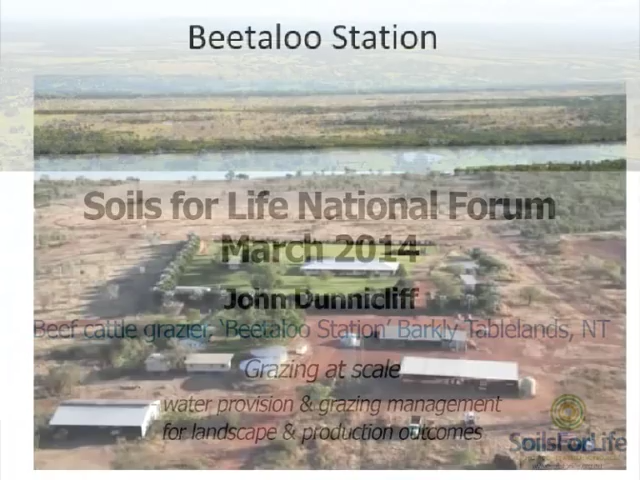 Beetaloo Station
Soils for Life National Forum
March 2014
John Dunnicliff
Beef cattle grazier, ‘Beetaloo Station’ Barkly Tablelands, NT
Grazing at scale
water provision & grazing management
for landscape & production outcomes
SoilsForLife